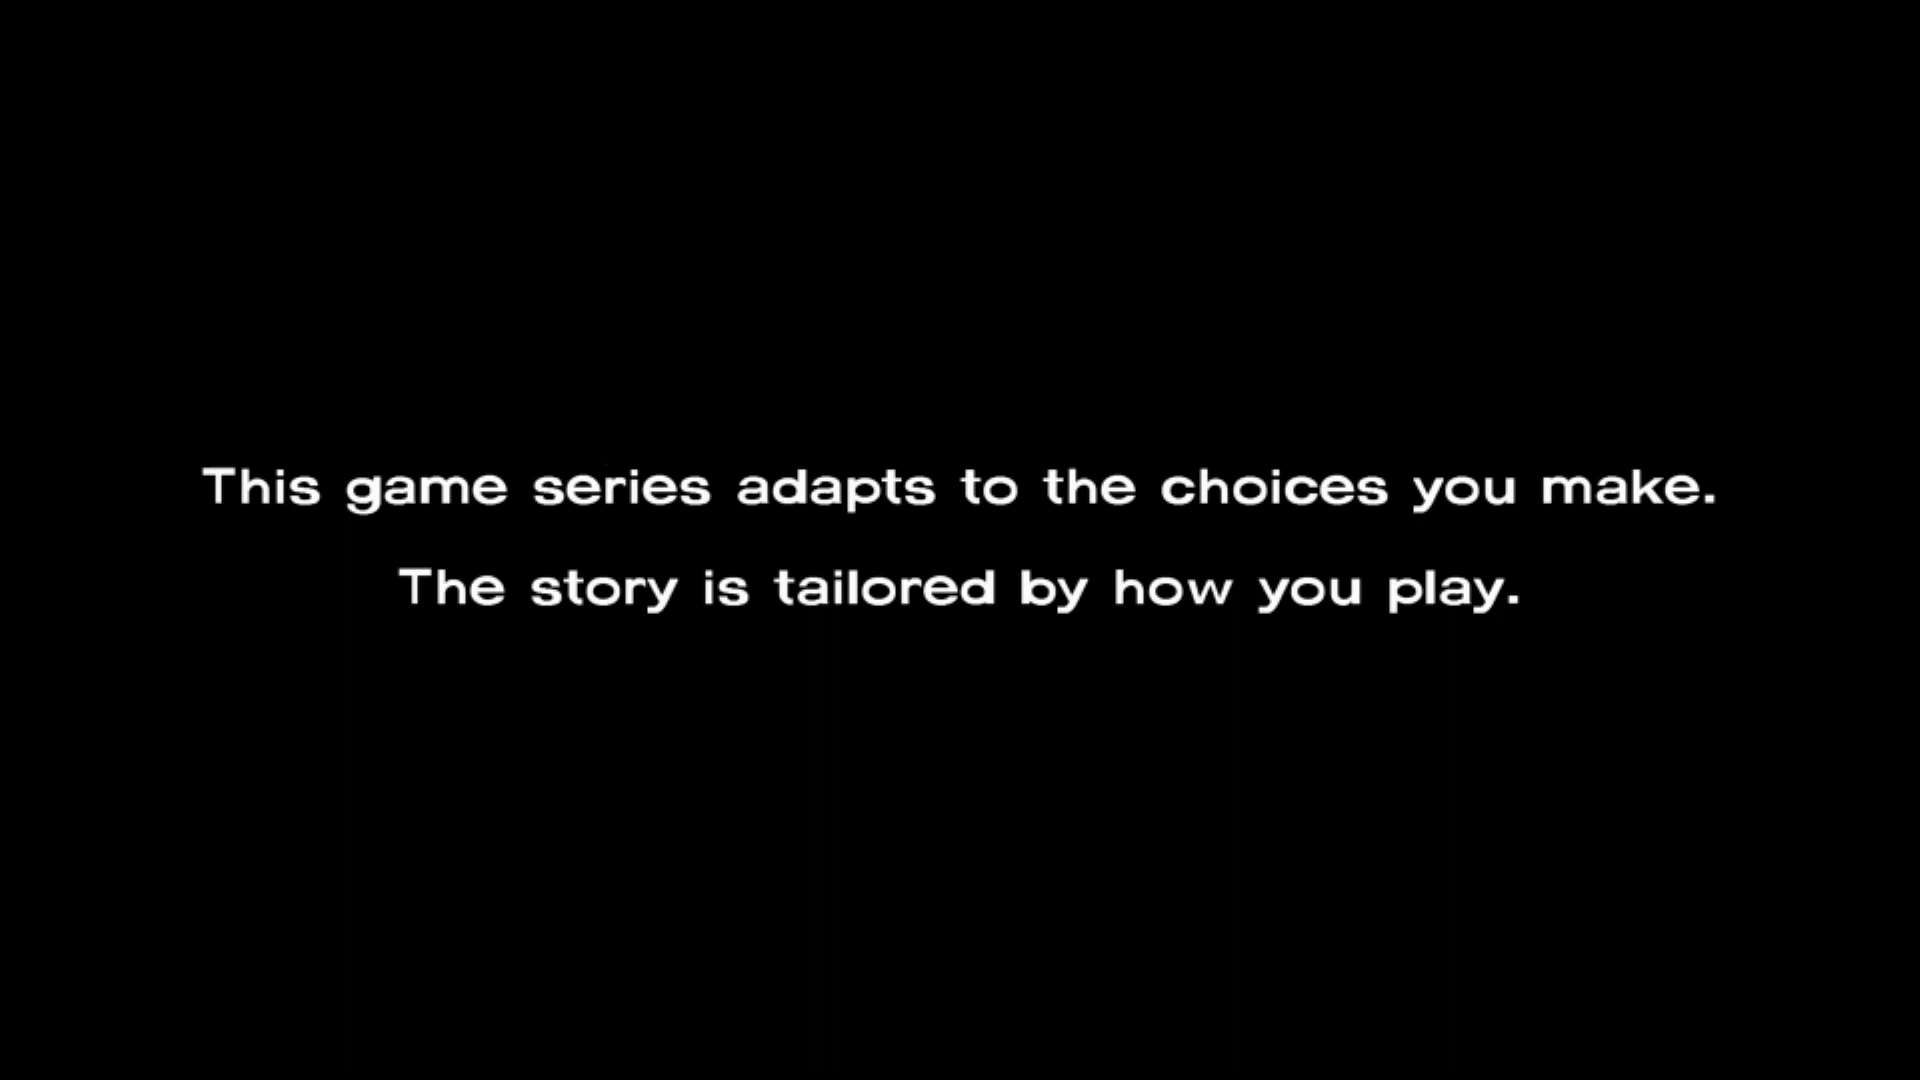 This game series adapts to the choices you make.
The story is tailored by how you play.